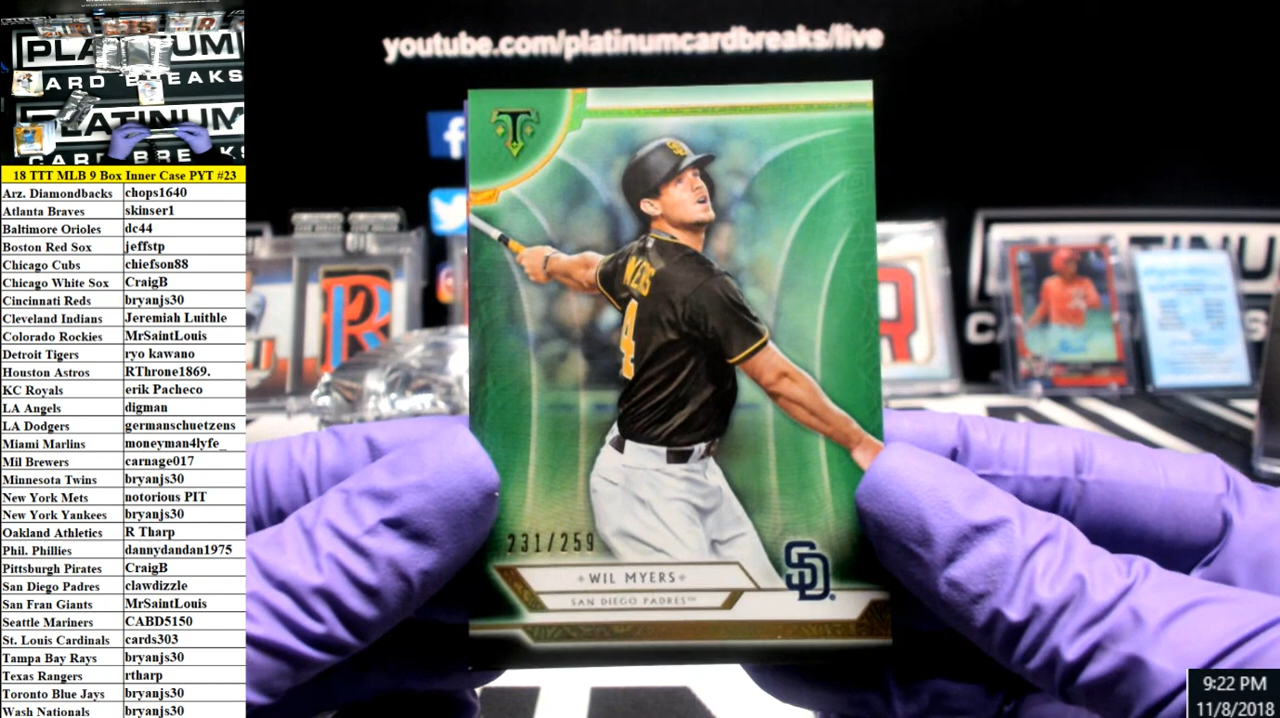 youtube.com/platinumcardbreaks/live
PLATINUM
CARD BREAKS
PLATINUM
CARD BREAKS
18 TTT MLB 9 Box Inner Case PYT #23
Arz. Diamondbacks chops1640
Atlanta Braves skinser1
Baltimore Orioles dc44
Boston Red Sox jeffstp
Chicago Cubs chiefson88
Chicago White Sox CraigB
Cincinnati Reds bryanjs30
Cleveland Indians Jeremiah Luithle
Colorado Rockies MrSaintLouis
Detroit Tigers ryo kawano
Houston Astros RThrone1869.
KC Royals erik Pacheco
LA Angels digman
LA Dodgers germanschuetzens
Miami Marlins moneyman4lyfe_
Mil Brewers carnage017
Minnesota Twins bryanjs30
New York Mets notorious PIT
New York Yankees bryanjs30
Oakland Athletics R Tharp
Phil. Phillies dannydandan1975
Pittsburgh Pirates CraigB
San Diego Padres clawdizzle
San Fran Giants MrSaintLouis
Seattle Mariners CABD5150
St. Louis Cardinals cards303
Tampa Bay Rays bryanjs30
Texas Rangers rtharp
Toronto Blue Jays bryanjs30
Wash Nationals bryanjs30
T
SD
MYERS
4
231/259
WIL MYERS
SAN DIEGO PADRES™
SD
PLATINUM
R
9:22 PM
11/8/2018